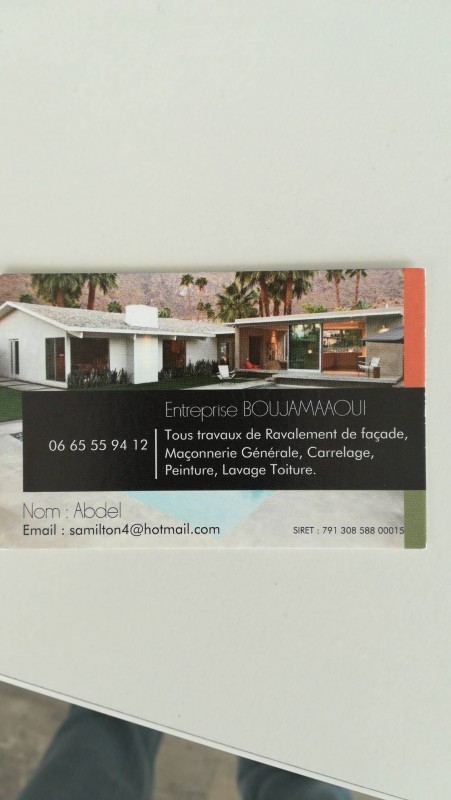 Entreprise BOUJAMAAOUI
06 65 55 94 12
Tous travaux de Ravalement de façade,
Maçonnerie Générale, Carrelage,
Peinture, Lavage Toiture.
Nom : Abdel
Email : samilton4@hotmail.com
SIRET : 791 308 588 00015